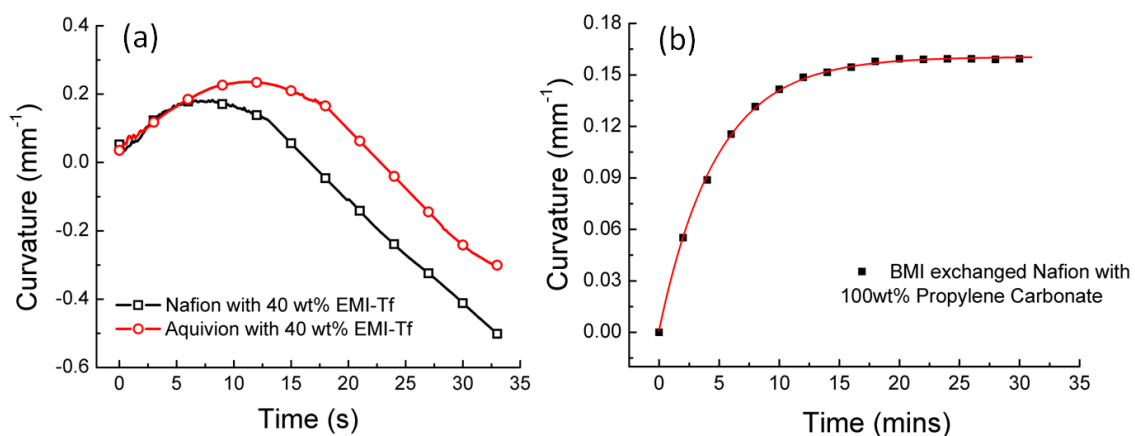 (a)
Curvature (mm⁻¹)
0.4
0.2
0.0
-0.2
-0.4
-0.6
Nafion with 40 wt% EMI-Tf
Aquivion with 40 wt% EMI-Tf
0 5 10 15 20 25 30 35
Time (s)
(b)
Curvature (mm⁻¹)
0.18
0.15
0.12
0.09
0.06
0.03
0.00
BMI exchanged Nafion with
100wt% Propylene Carbonate
0 5 10 15 20 25 30 35
Time (mins)